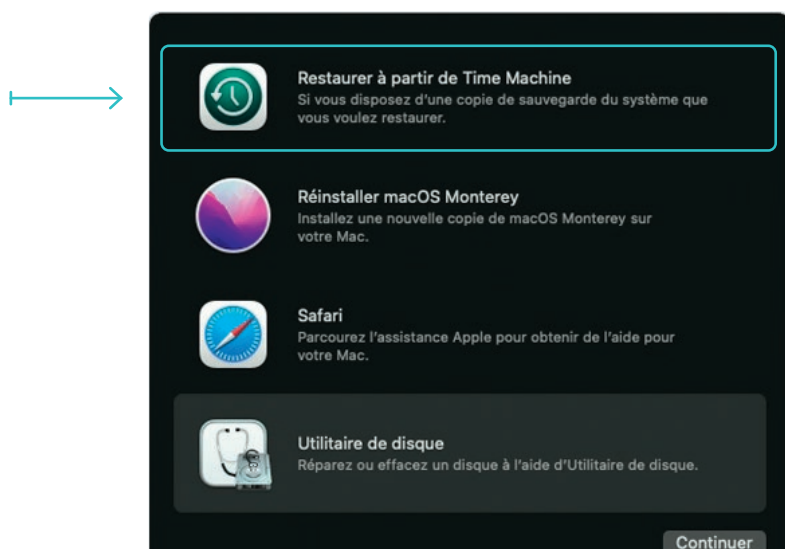 Restaurer à partir de Time Machine
Si vous disposez d'une copie de sauvegarde du système que
vous voulez restaurer.
Réinstaller macOS Monterey
Installez une nouvelle copie de macOS Monterey sur
votre Mac.
Safari
Parcourez l'assistance Apple pour obtenir de l'aide pour
votre Mac.
Utilitaire de disque
Réparez ou effacez un disque à l'aide d'Utilitaire de disque.
Continuer